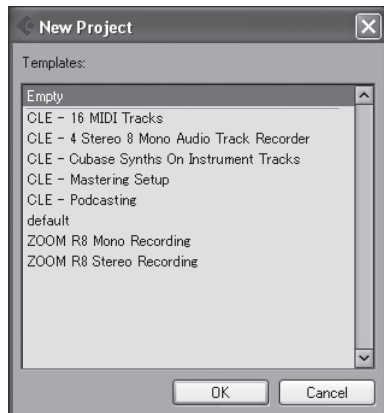 New Project
Templates:
Empty
CLE - 16 MIDI Tracks
CLE - 4 Stereo 8 Mono Audio Track Recorder
CLE - Cubase Synths On Instrument Tracks
CLE - Mastering Setup
CLE - Podcasting
default
ZOOM R8 Mono Recording
ZOOM R8 Stereo Recording
OK Cancel